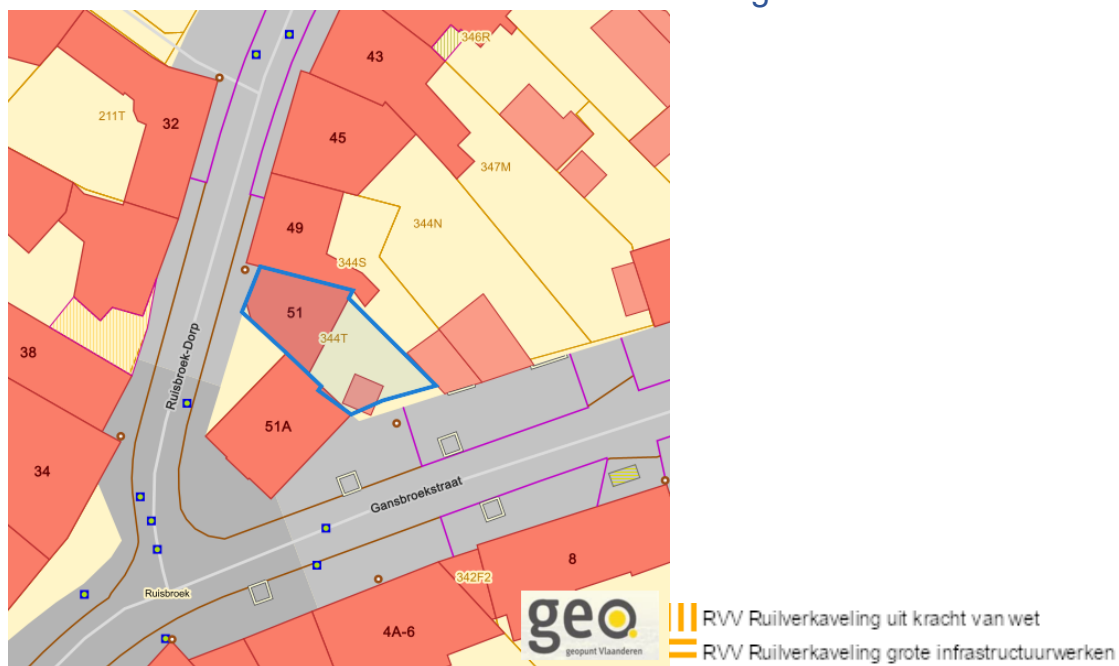 43
346R
211T
32
45
347M
344N
49
344S
51
344T
Ruisbroek-Dorp
38
51A
34
Gansbroekstraat
Ruisbroek
342F2
8
4A-6
geo.
geopunt Vlaanderen
RVV Ruilverkaveling uit kracht van wet
RVV Ruilverkaveling grote infrastructuurwerken